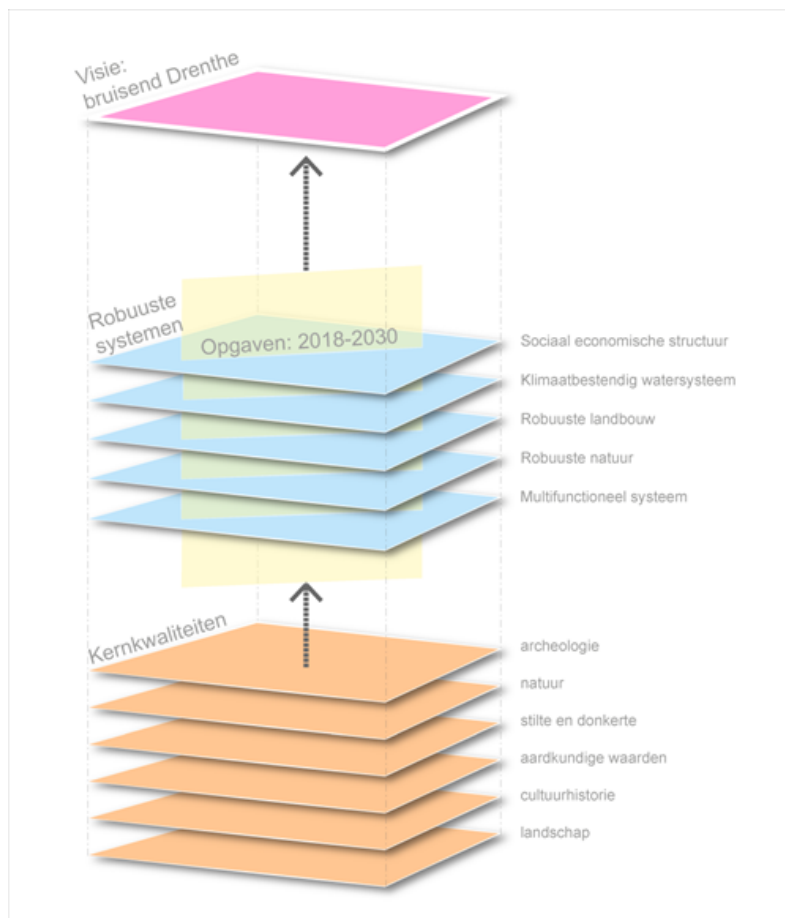 Visie:
bruisend Drenthe
Robuuste
systemen
Opgaven: 2018-2030
Sociaal economische structuur
Klimaatbestendig watersysteem
Robuuste landbouw
Robuuste natuur
Multifunctioneel systeem
Kernkwaliteiten
archeologie
natuur
stilte en donkerte
aardkundige waarden
cultuurhistorie
landschap